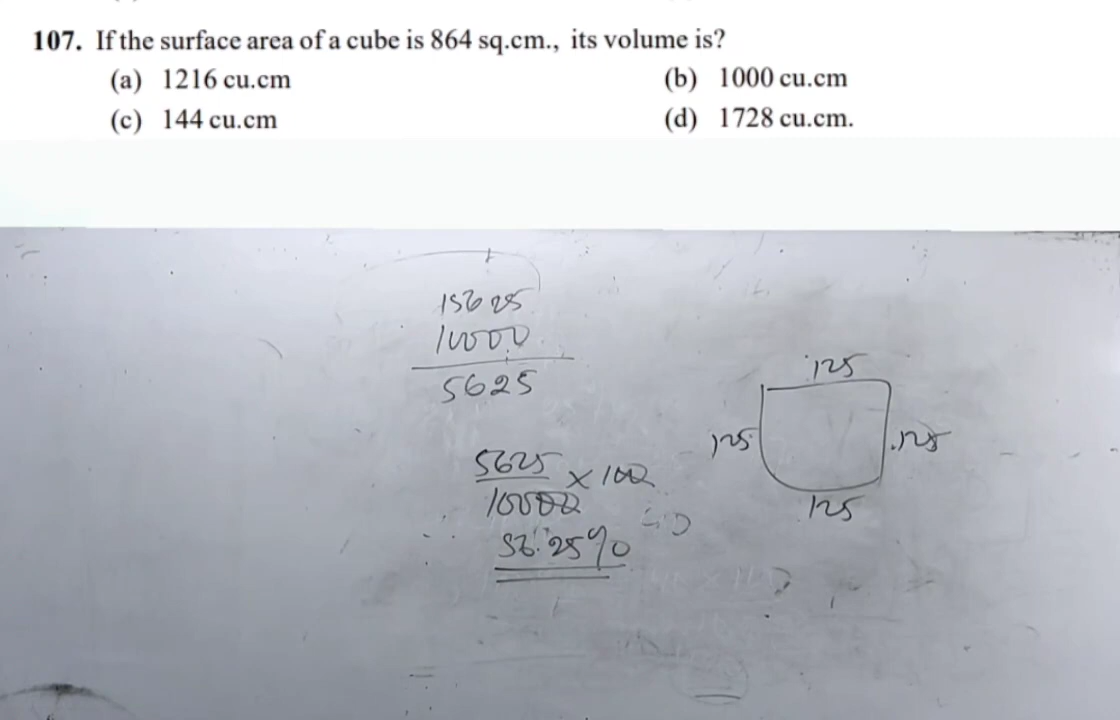 107. If the surface area of a cube is 864 sq.cm., its volume is?
(a) 1216 cu.cm (b) 1000 cu.cm
(c) 144 cu.cm (d) 1728 cu.cm.
15625
10000
5625
125
125 125
125
5625
10000 × 100
56.25%